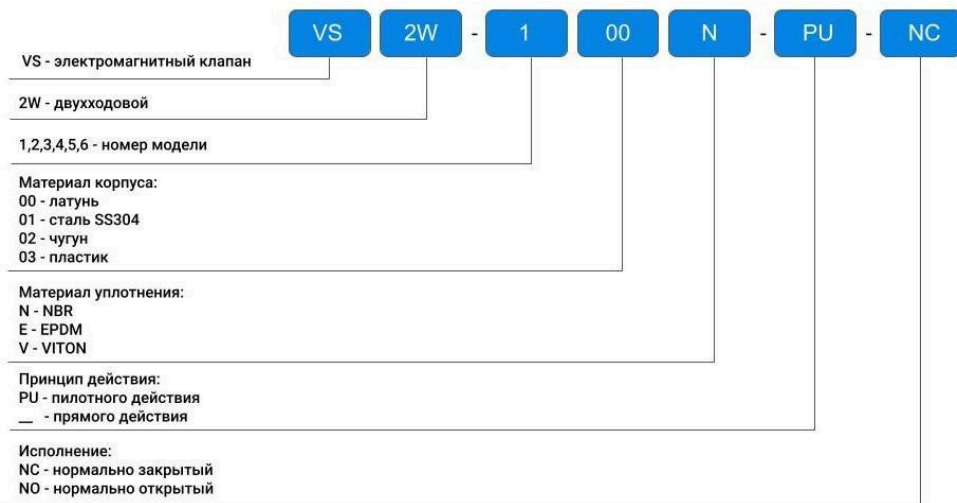 VS 2W - 1 00 N - PU - NC
VS - электромагнитный клапан
2W - двухходовой
1,2,3,4,5,6 - номер модели
Материал корпуса:
00 - латунь
01 - сталь SS304
02 - чугун
03 - пластик
Материал уплотнения:
N - NBR
E - EPDM
V - VITON
Принцип действия:
PU - пилотного действия
__ - прямого действия
Исполнение:
NC - нормально закрытый
NO - нормально открытый